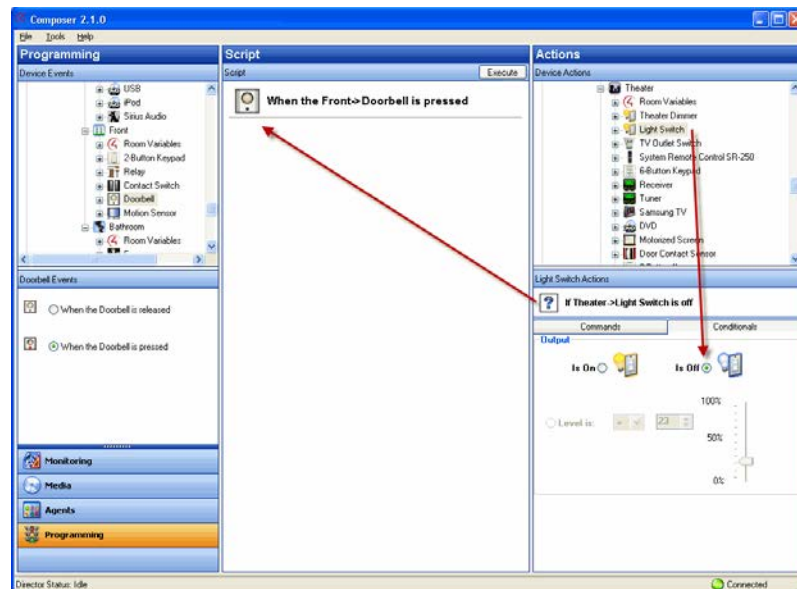 Composer 2.1.0
File Tools Help
Programming
Device Events
USB
iPod
Sirius Audio
Front
Room Variables
2-Button Keypad
Relay
Contact Switch
Doorbell
Motion Sensor
Bathroom
Room Variables
Doorbell Events
When the Doorbell is released
When the Doorbell is pressed
Monitoring
Media
Agents
Programming
Script
Script Execute
When the Front->Doorbell is pressed
Actions
Device Actions
Theater
Room Variables
Theater Dimmer
Light Switch
TV Outlet Switch
System Remote Control SR-250
6-Button Keypad
Receiver
Tuner
Samsung TV
DVD
Motorized Screen
Door Contact Sensor
Light Switch Actions
If Theater->Light Switch is off
Commands Conditionals
Output
Is On Is Off
100%
Level is: 23
50%
0%
Director Status: Idle Connected